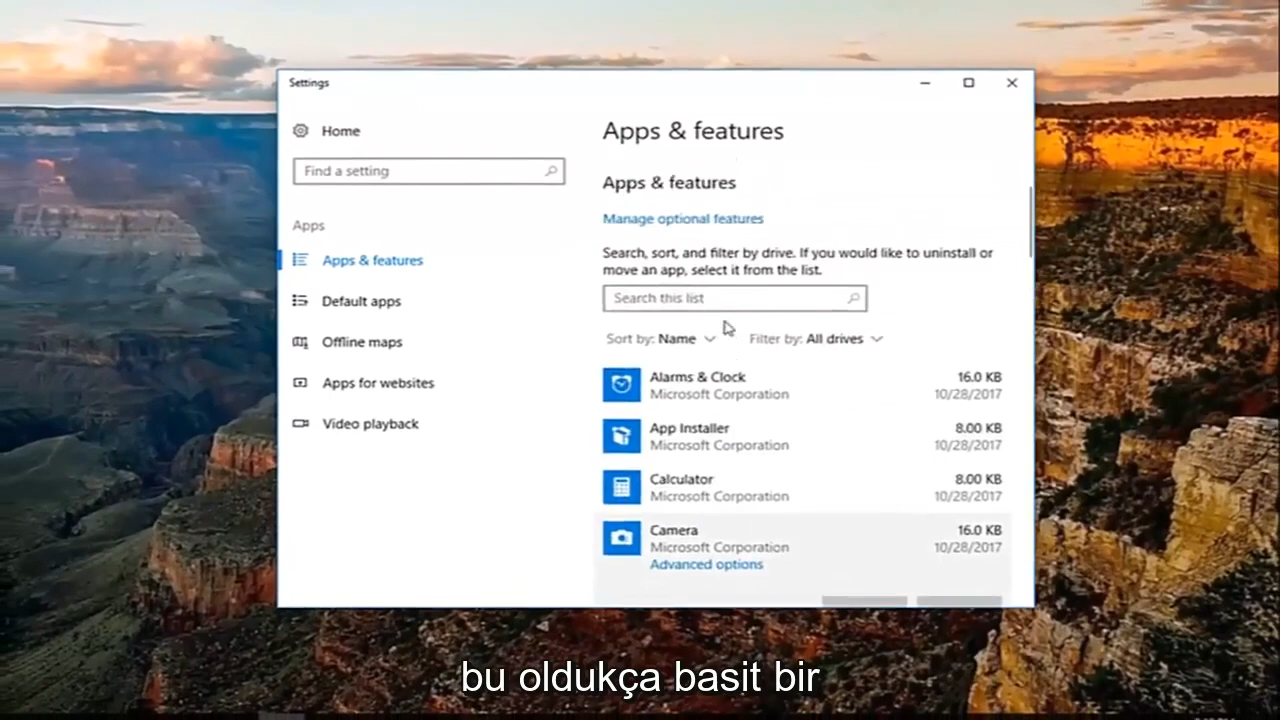 Settings
Home
Find a setting
Apps
Apps & features
Default apps
Offline maps
Apps for websites
Video playback
Apps & features
Apps & features
Manage optional features
Search, sort, and filter by drive. If you would like to uninstall or
move an app, select it from the list.
Search this list
Sort by: Name Filter by: All drives
Alarms & Clock 16.0 KB
Microsoft Corporation 10/28/2017
App Installer 8.00 KB
Microsoft Corporation 10/28/2017
Calculator 8.00 KB
Microsoft Corporation 10/28/2017
Camera 16.0 KB
Microsoft Corporation 10/28/2017
Advanced options
bu oldukça basit bir